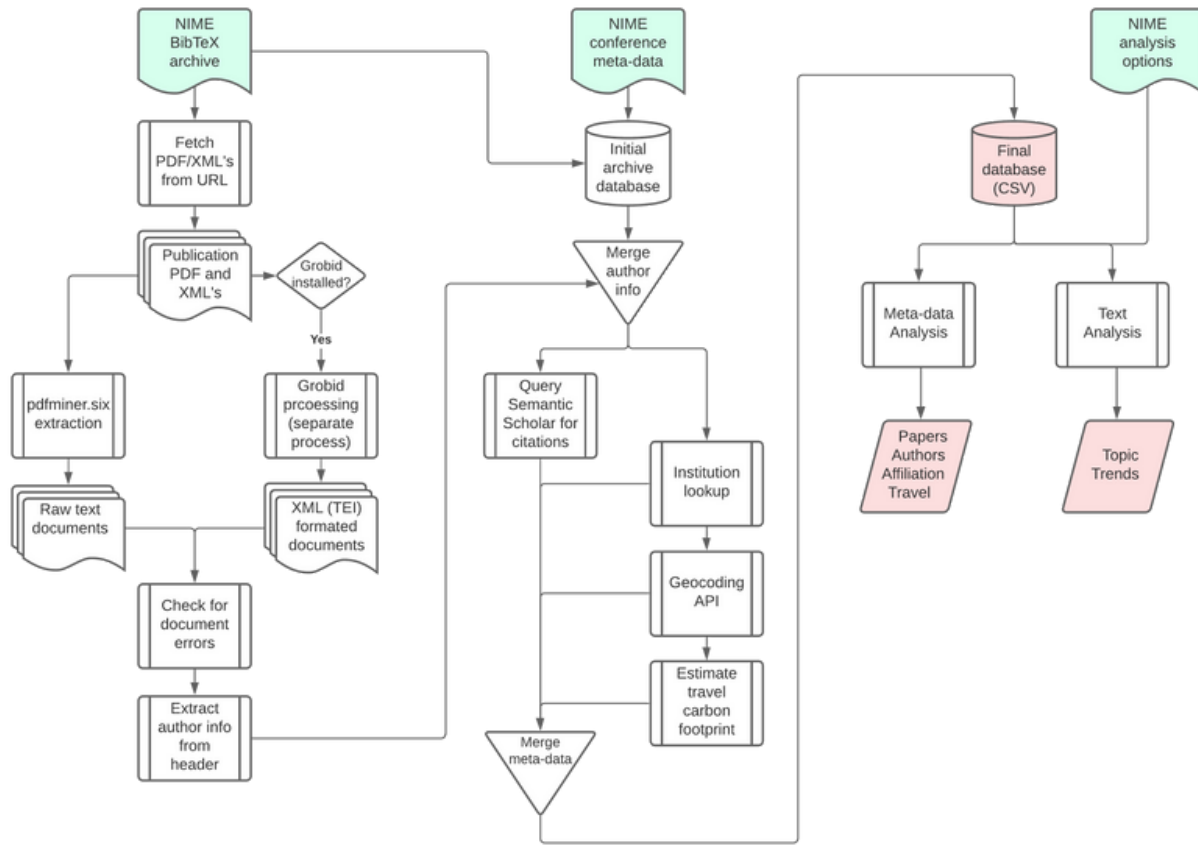 NIME
BibTeX
archive
NIME
conference
meta-data
NIME
analysis
options
Fetch
PDF/XML's
from URL
Initial
archive
database
Final
database
(CSV)
Publication
PDF and
XML's
Grobid
installed?
Merge
author
info
Yes
Meta-data
Analysis
Text
Analysis
pdfminer.six
extraction
Grobid
prcoessing
(separate
process)
Query
Semantic
Scholar for
citations
Papers
Authors
Affiliation
Travel
Topic
Trends
Institution
lookup
Raw text
documents
XML (TEI)
formated
documents
Geocoding
API
Check for
document
errors
Estimate
travel
carbon
footprint
Extract
author info
from
header
Merge
meta-data